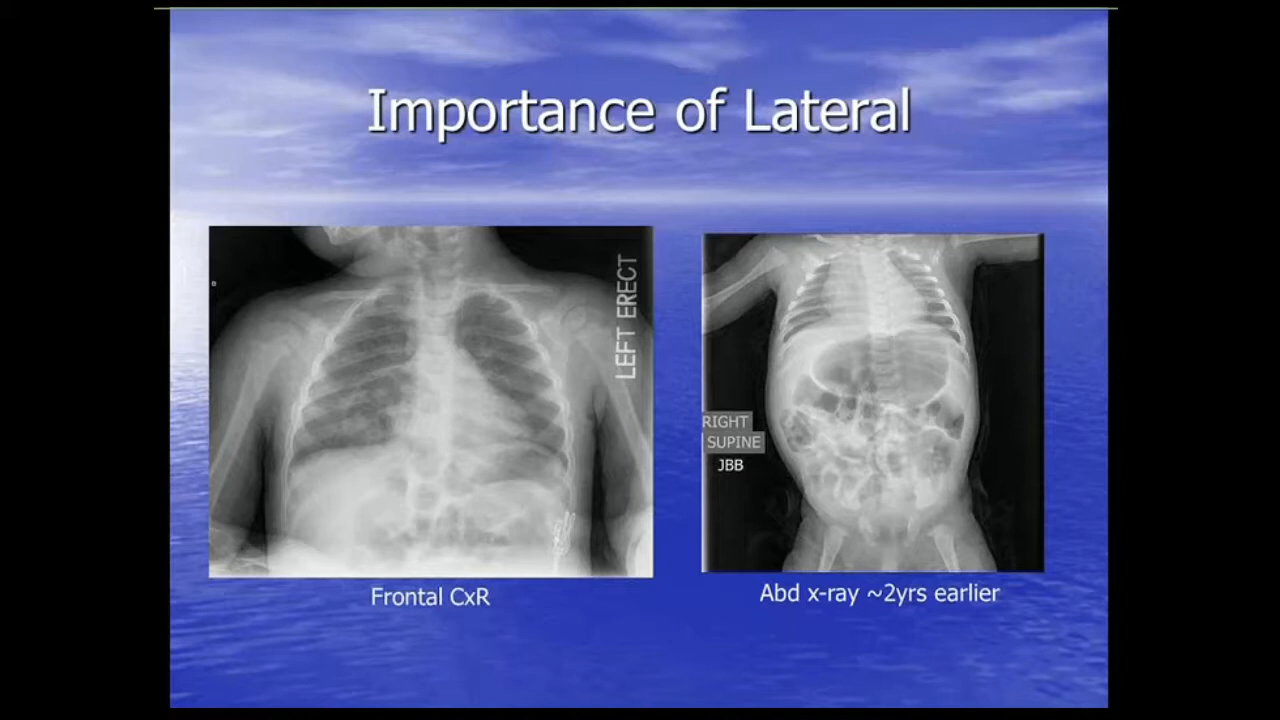 Importance of Lateral
LEFT ERECT
RIGHT
SUPINE
JBB
Frontal CxR
Abd x-ray ~2yrs earlier